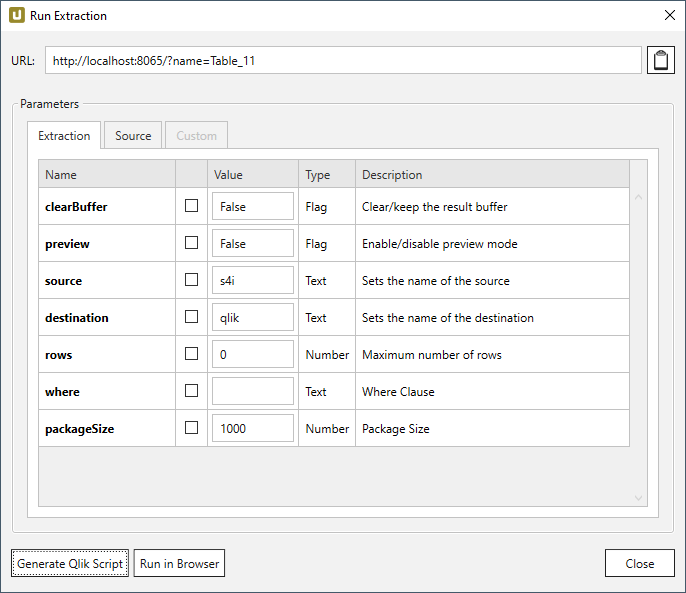 Run Extraction
URL: http://localhost:8065/?name=Table_11
Parameters
Extraction Source Custom
Name Value Type Description
clearBuffer False Flag Clear/keep the result buffer
preview False Flag Enable/disable preview mode
source s4i Text Sets the name of the source
destination qlik Text Sets the name of the destination
rows 0 Number Maximum number of rows
where Text Where Clause
packageSize 1000 Number Package Size
Generate Qlik Script Run in Browser Close